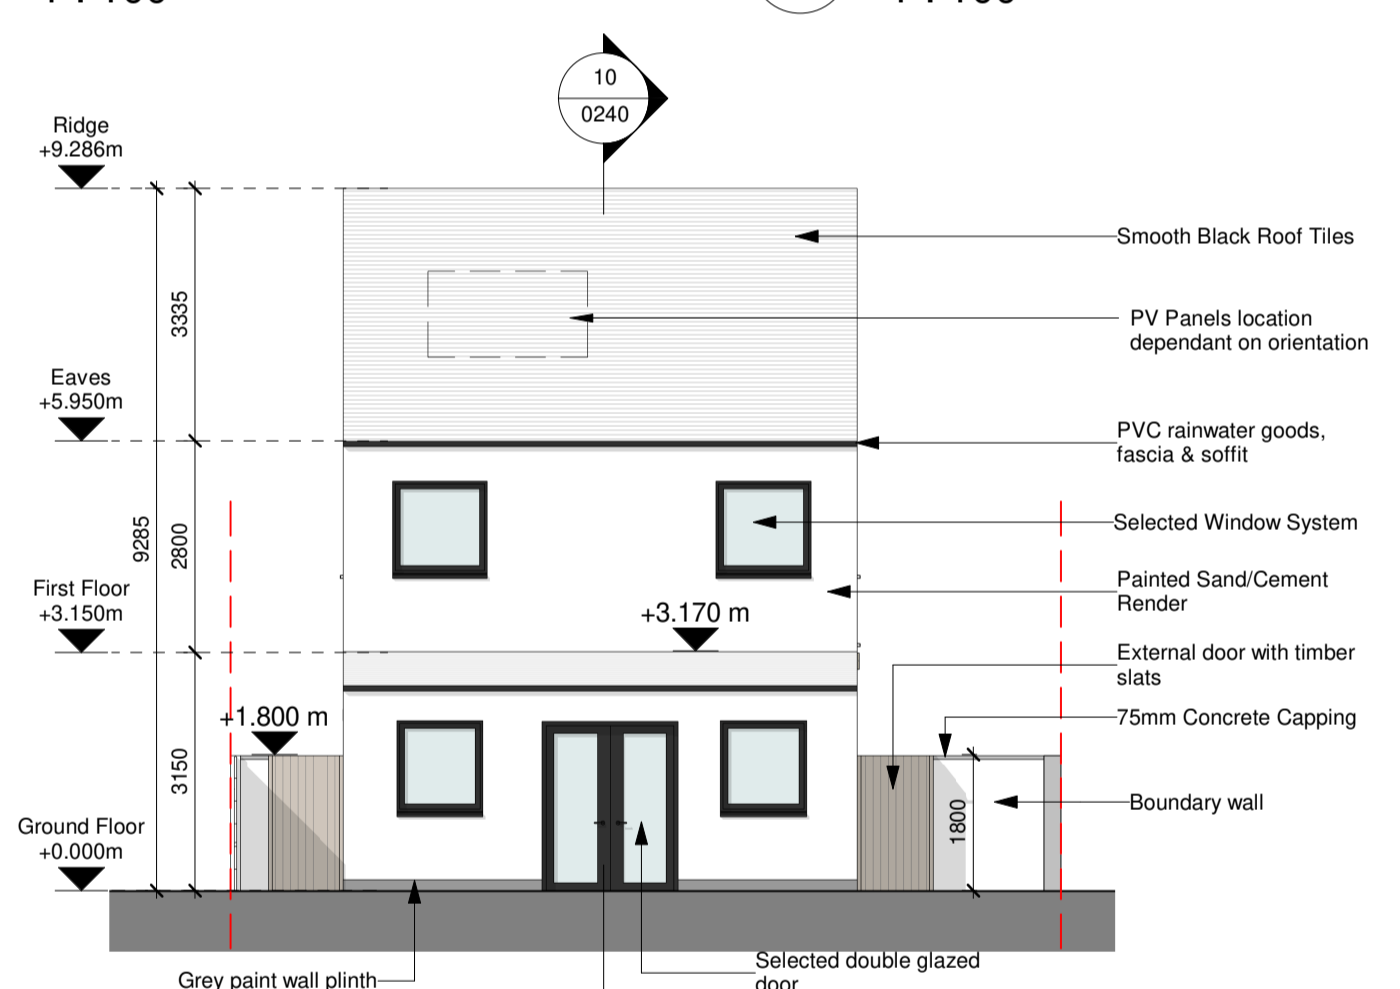 10
0240
Ridge
+9.286m
Smooth Black Roof Tiles
3335
PV Panels location
dependant on orientation
Eaves
+5.950m
PVC rainwater goods,
fascia & soffit
9285
2800
Selected Window System
First Floor
+3.150m
Painted Sand/Cement
Render
+3.170 m
External door with timber
slats
+1.800 m
75mm Concrete Capping
3150
1800
Boundary wall
Ground Floor
+0.000m
Grey paint wall plinth
Selected double glazed
door